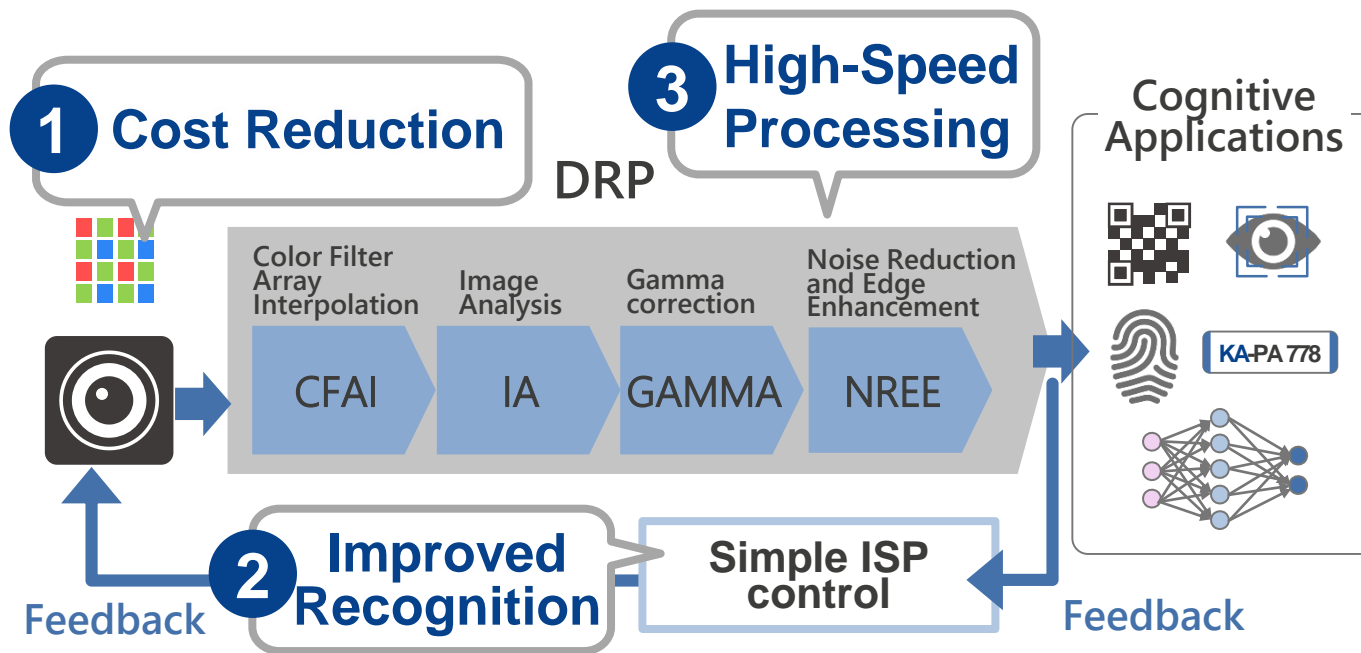 1 Cost Reduction
3 High-Speed
Processing
DRP
Cognitive
Applications
Color Filter
Array
Interpolation
Image
Analysis
Gamma
correction
Noise Reduction
and Edge
Enhancement
CFAI
IA
GAMMA
NREE
KA-PA 778
2 Improved
Recognition
Simple ISP
control
Feedback
Feedback